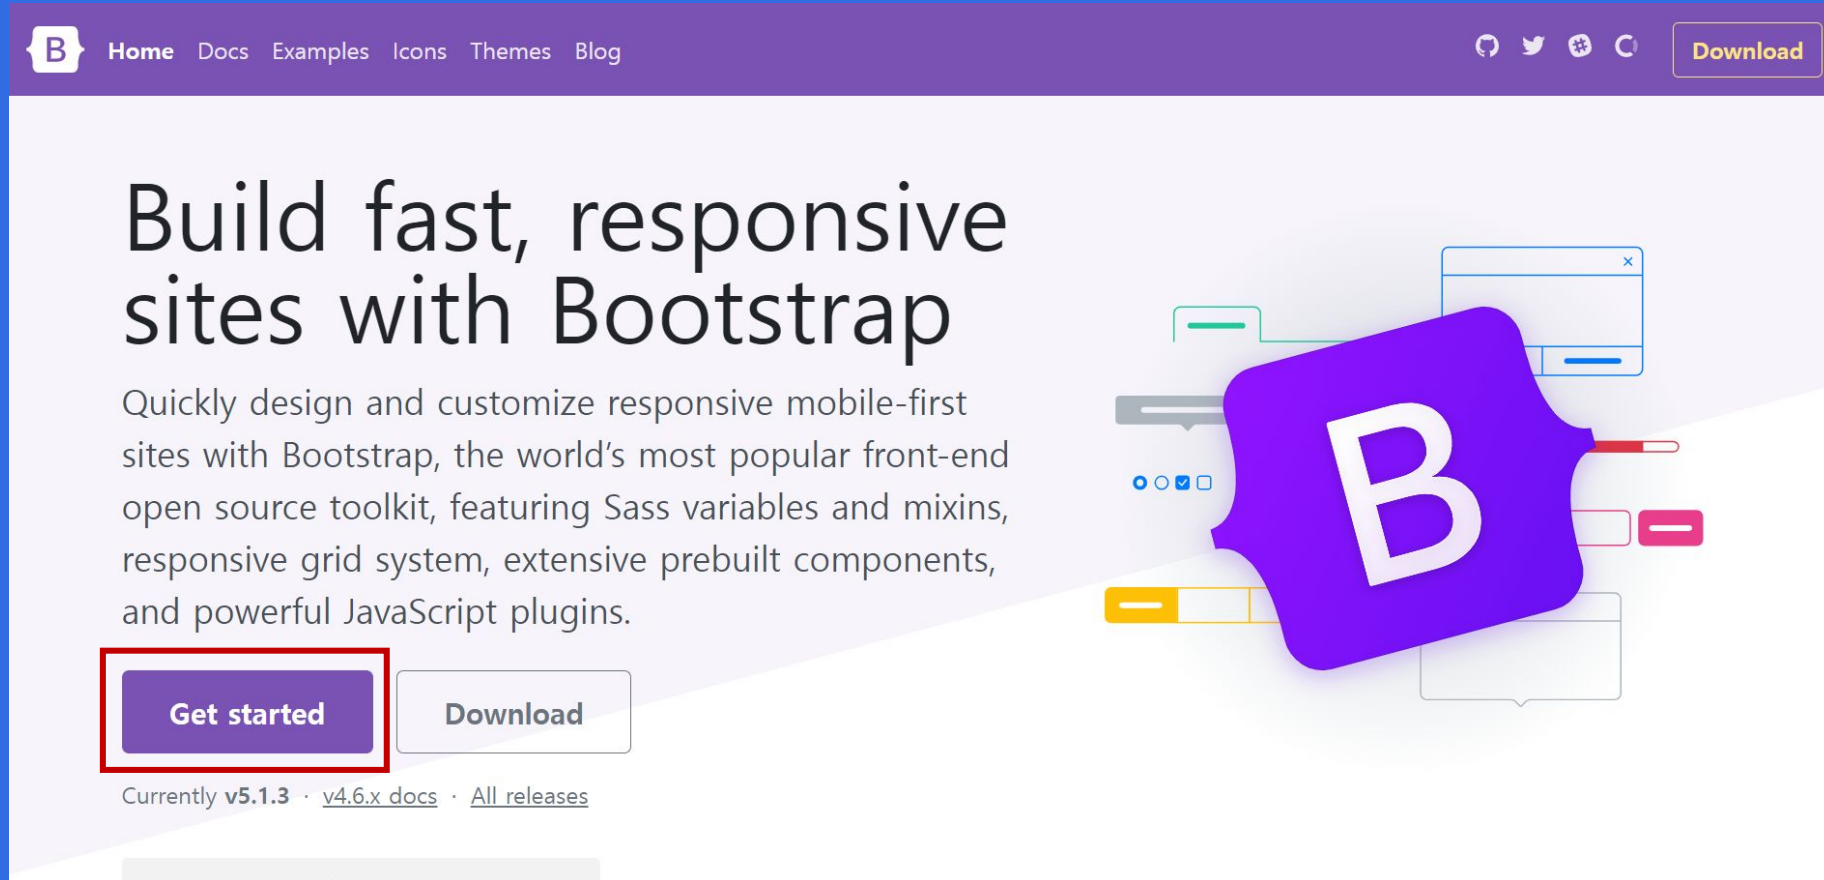 B Home Docs Examples Icons Themes Blog Download
Build fast, responsive
sites with Bootstrap
Quickly design and customize responsive mobile-first
sites with Bootstrap, the world’s most popular front-end
open source toolkit, featuring Sass variables and mixins,
responsive grid system, extensive prebuilt components,
and powerful JavaScript plugins.
B
Get started Download
Currently v5.1.3 · v4.6.x docs · All releases